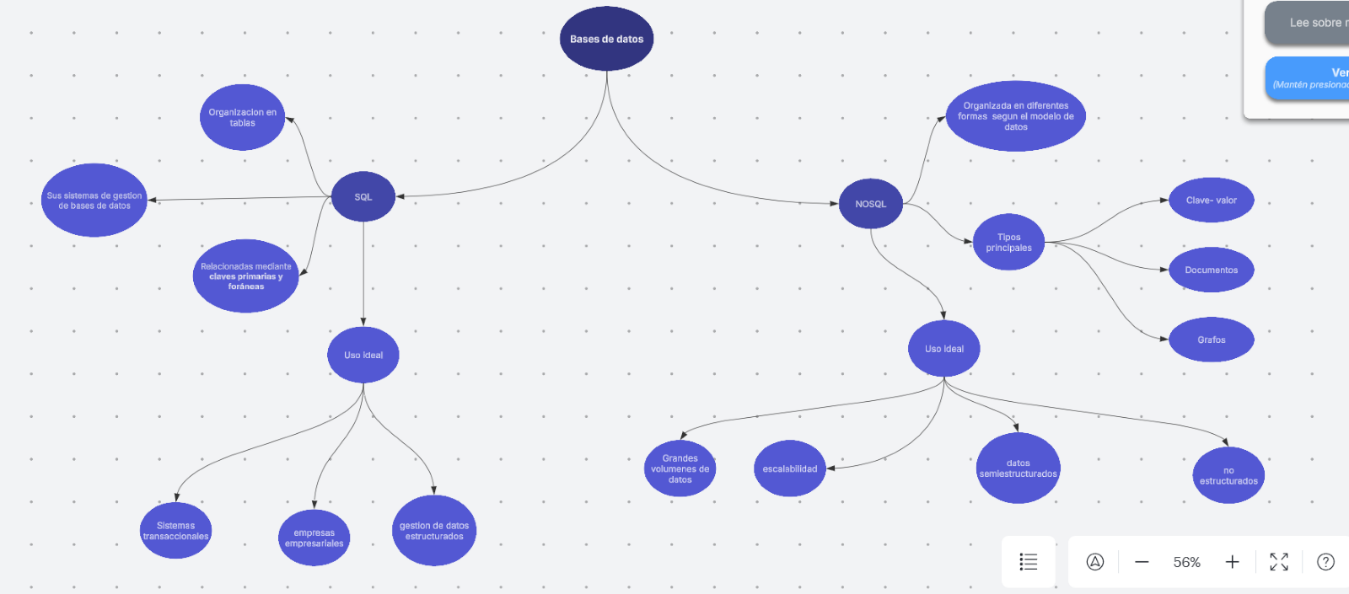 Bases de datos
Organizacion en
tablas
Sus sistemas de gestion
de bases de datos
SQL
Relacionadas mediante
claves primarias y
foráneas
Uso ideal
Sistemas
transaccionales
empresas
empresariales
gestion de datos
estructurados
Organizada en diferentes
formas segun el modelo de
datos
NOSQL
Tipos
principales
Clave- valor
Documentos
Grafos
Uso ideal
Grandes
volumenes de
datos
escalabilidad
datos
semiestructurados
no
estructurados
Lee sobre
Ver
(Mantén
56%